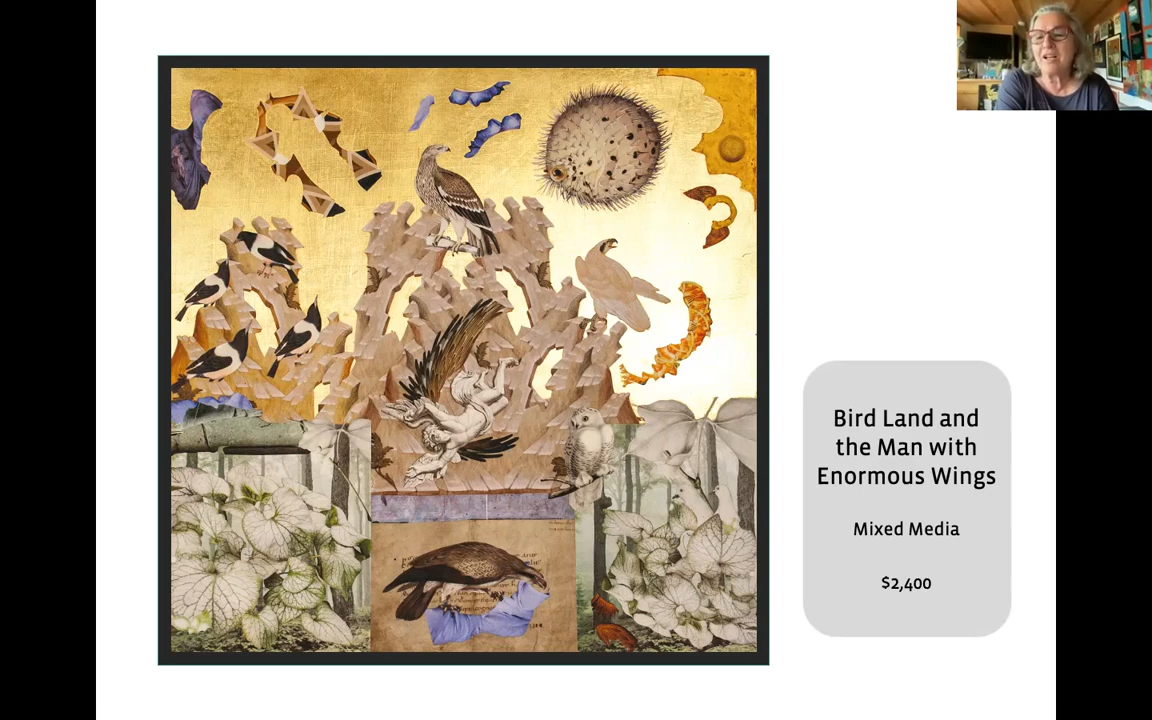 Bird Land and
the Man with
Enormous Wings
Mixed Media
$2,400